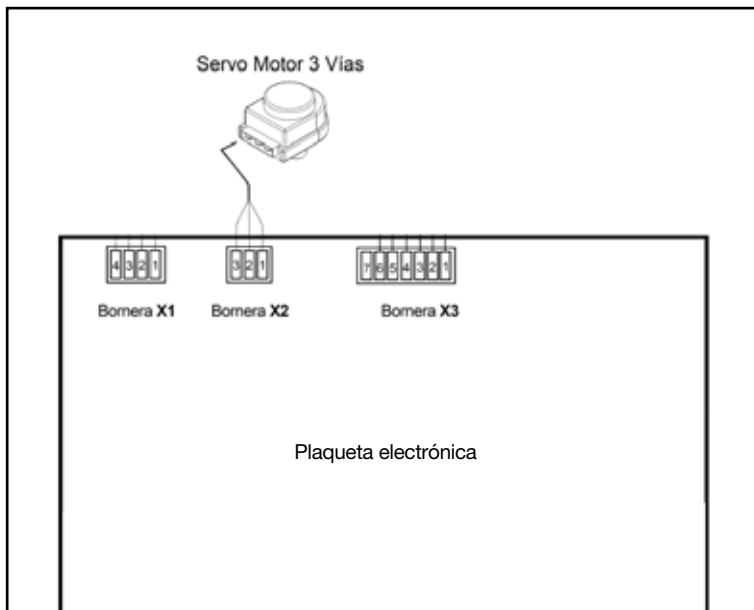 Servo Motor 3 Vías
4 3 2 1
3 2 1
7 6 5 4 3 2 1
Bornera X1
Bornera X2
Bornera X3
Plaqueta electrónica